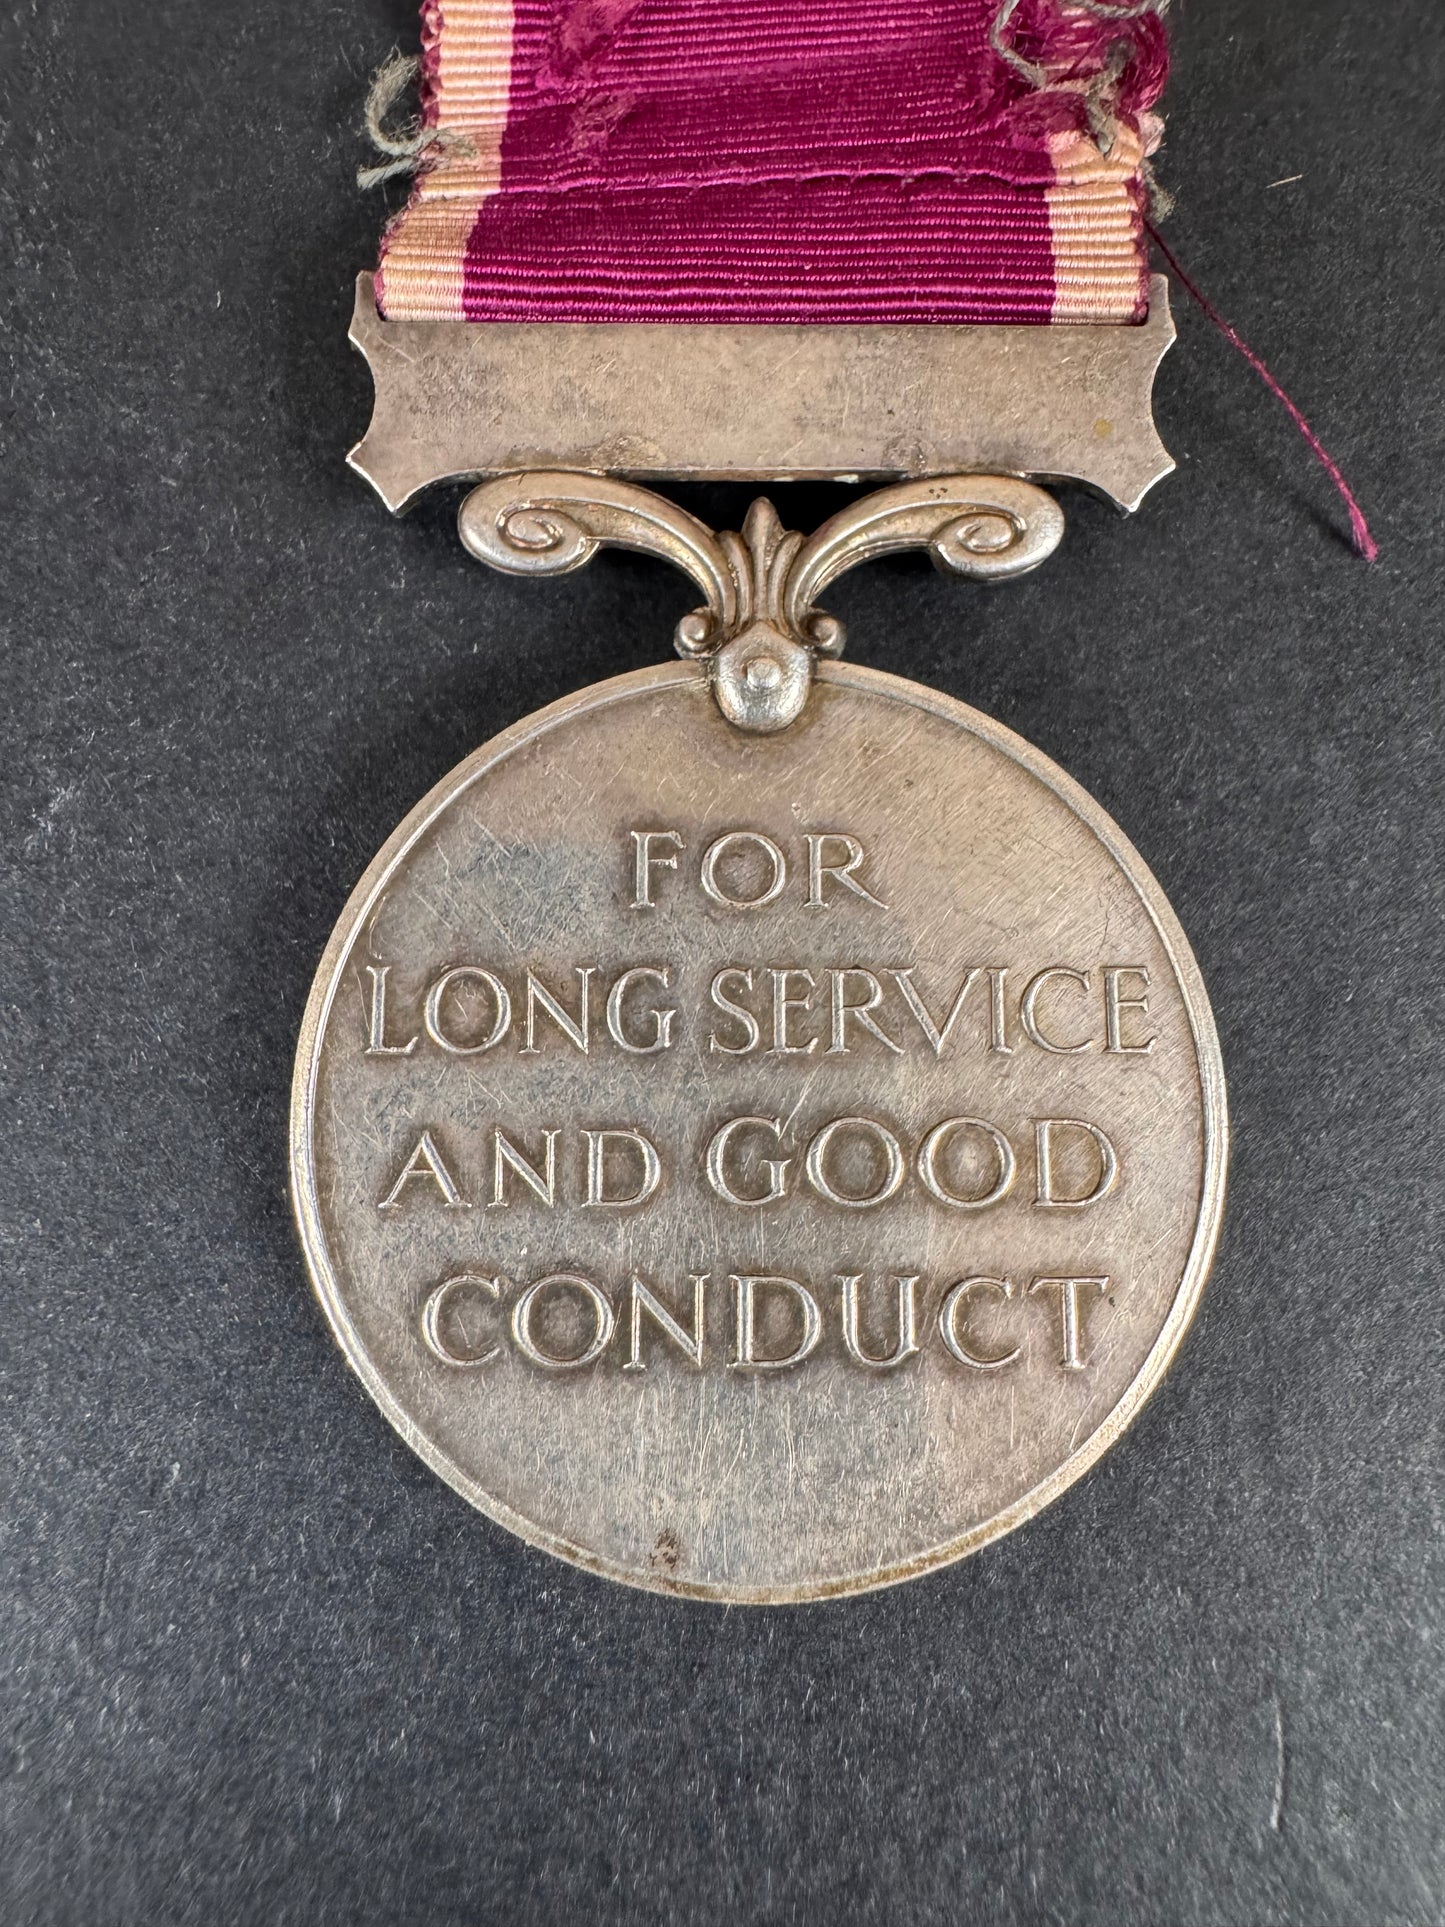 FOR
LONG SERVICE
AND GOOD
CONDUCT